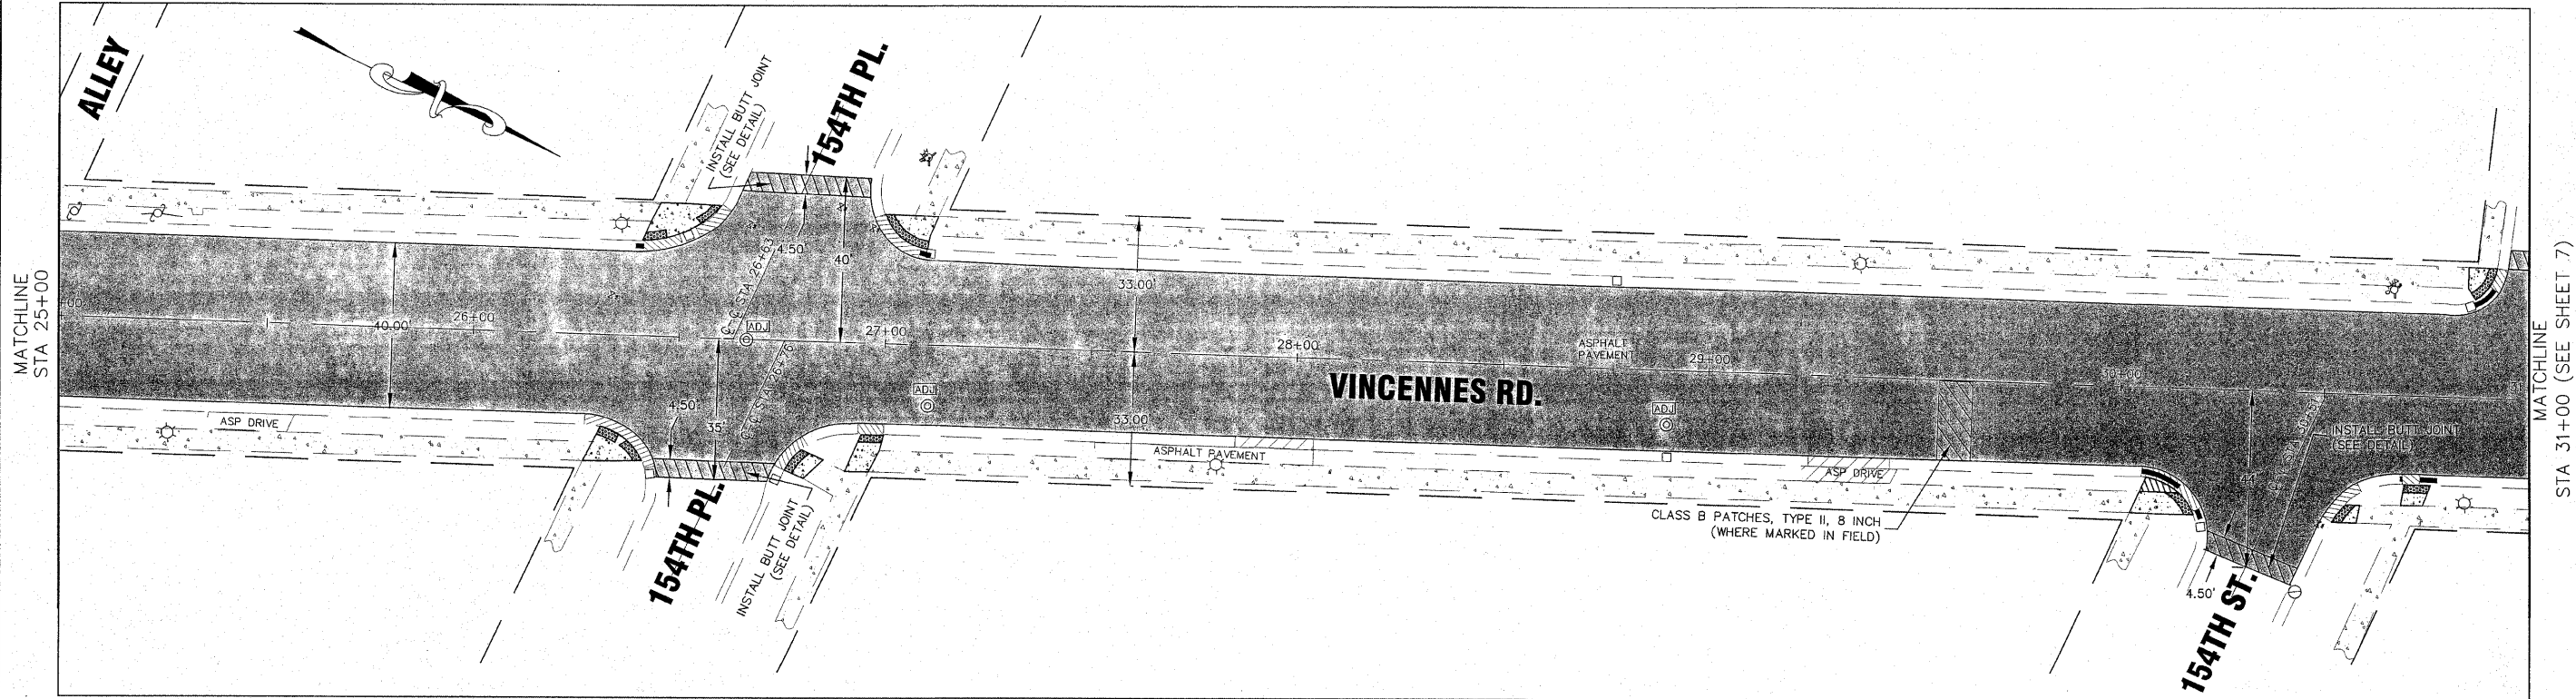 ALLEY
154TH PL.
INSTALL BUTT JOINT
(SEE DETAIL)
MATCHLINE
STA 25+00
4.50'
40'
33.00'
40.00'
26+00
ADJ
27+00
28+00
ASPHALT
PAVEMENT
29+00
30+00
VINCENNES RD.
ADJ
ADJ
4.50'
35'
33.00'
ASP DRIVE
ASPHALT PAVEMENT
ASP DRIVE
INSTALL BUTT JOINT
(SEE DETAIL)
44'
CLASS B PATCHES, TYPE II, 8 INCH
(WHERE MARKED IN FIELD)
154TH PL.
INSTALL BUTT JOINT
(SEE DETAIL)
4.50'
154TH ST.
MATCHLINE
STA 31+00 (SEE SHEET 7)